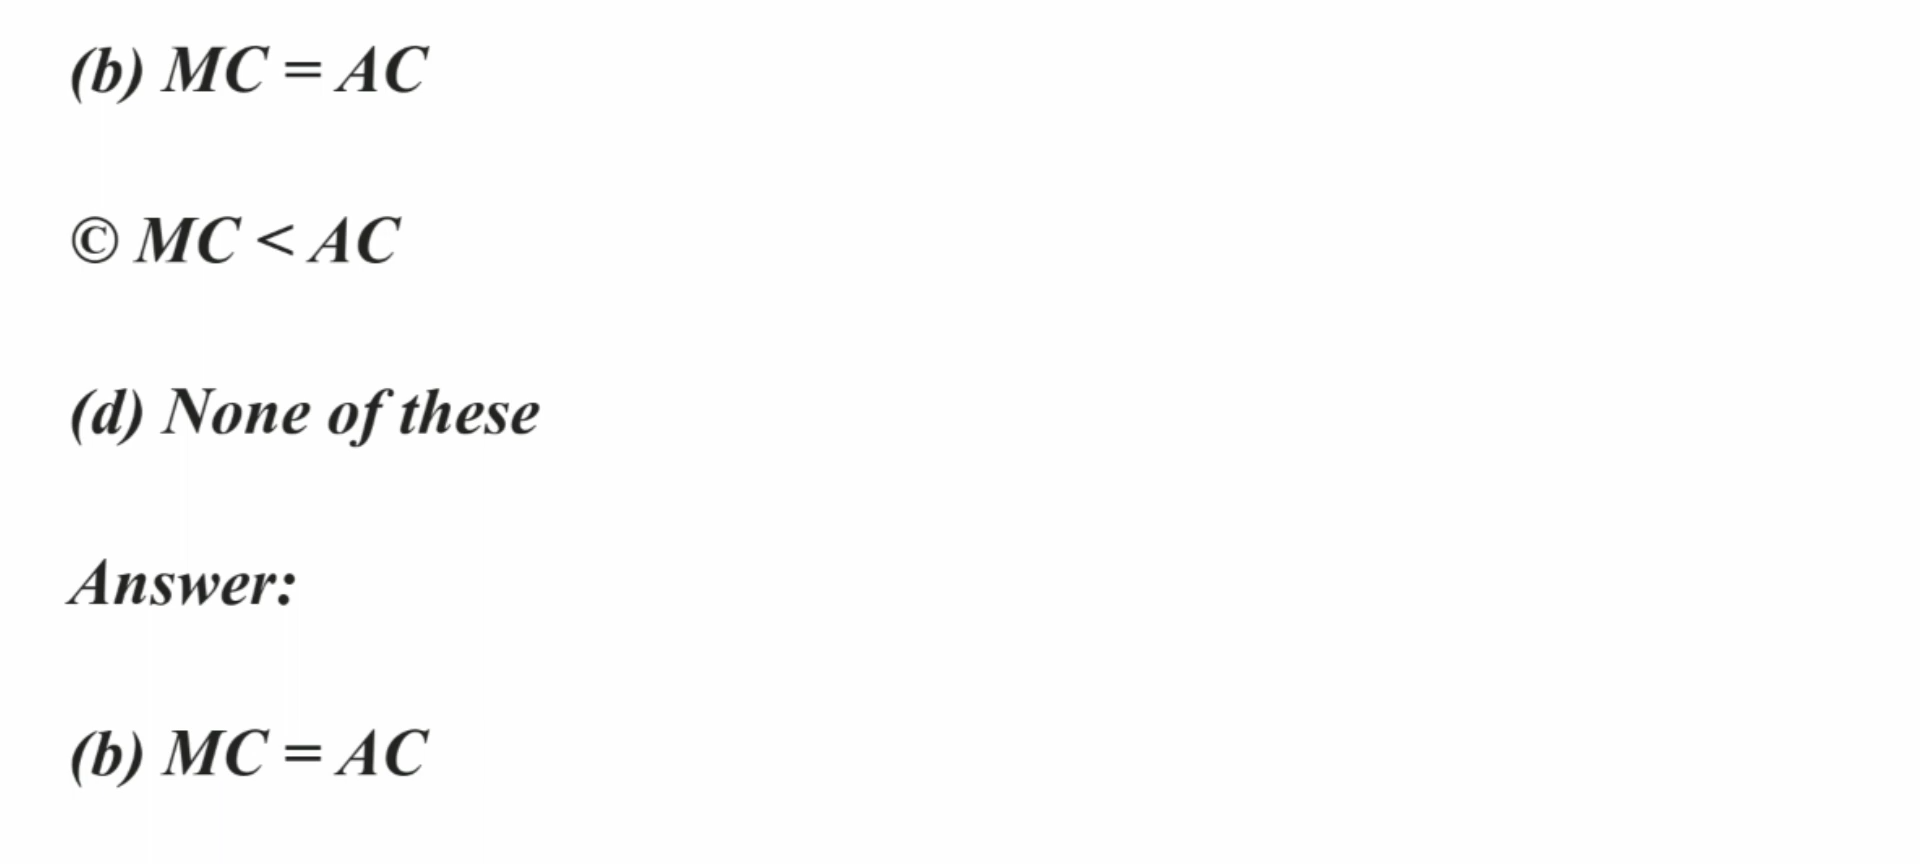 (b) MC = AC
© MC < AC
(d) None of these
Answer:
(b) MC = AC